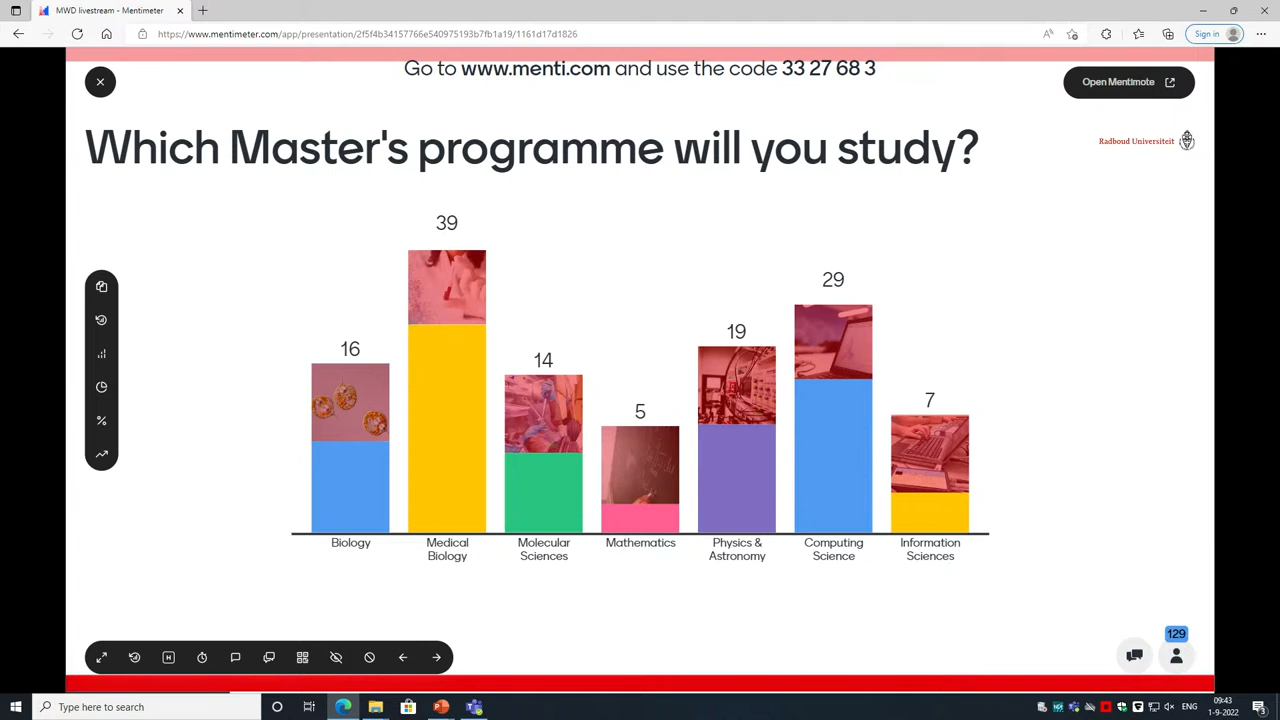 MWD livestream - Mentimeter
https://www.mentimeter.com/app/presentation/2f5f4b34157766e540975193b7fb1a19/1161d17d1826
Sign in
Go to www.menti.com and use the code 33 27 68 3
Open Mentimote
Which Master's programme will you study?
Radboud Universiteit
39
29
19
16
14
7
5
Biology
Medical
Biology
Molecular
Sciences
Mathematics
Physics &
Astronomy
Computing
Science
Information
Sciences
129
H
Type here to search
ENG
09:43
1-9-2022
3